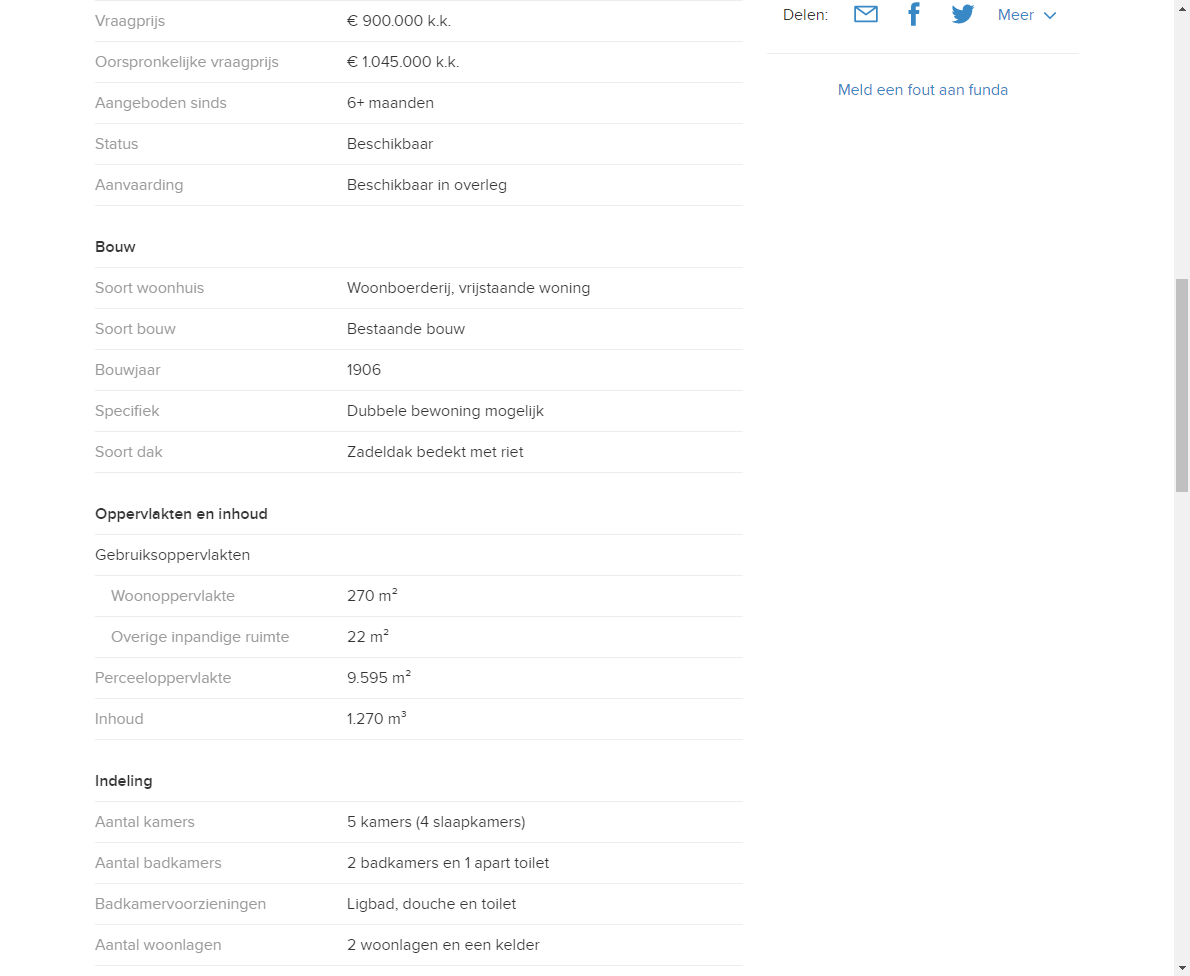 Vraagprijs € 900.000 k.k.
Oorspronkelijke vraagprijs € 1.045.000 k.k.
Aangeboden sinds 6+ maanden
Status Beschikbaar
Aanvaarding Beschikbaar in overleg
Bouw
Soort woonhuis Woonboerderij, vrijstaande woning
Soort bouw Bestaande bouw
Bouwjaar 1906
Specifiek Dubbele bewoning mogelijk
Soort dak Zadeldak bedekt met riet
Oppervlakten en inhoud
Gebruiksoppervlakten
Woonoppervlakte 270 m²
Overige inpandige ruimte 22 m²
Perceeloppervlakte 9.595 m²
Inhoud 1.270 m³
Indeling
Aantal kamers 5 kamers (4 slaapkamers)
Aantal badkamers 2 badkamers en 1 apart toilet
Badkamervoorzieningen Ligbad, douche en toilet
Aantal woonlagen 2 woonlagen en een kelder
Delen: Meer
Meld een fout aan funda